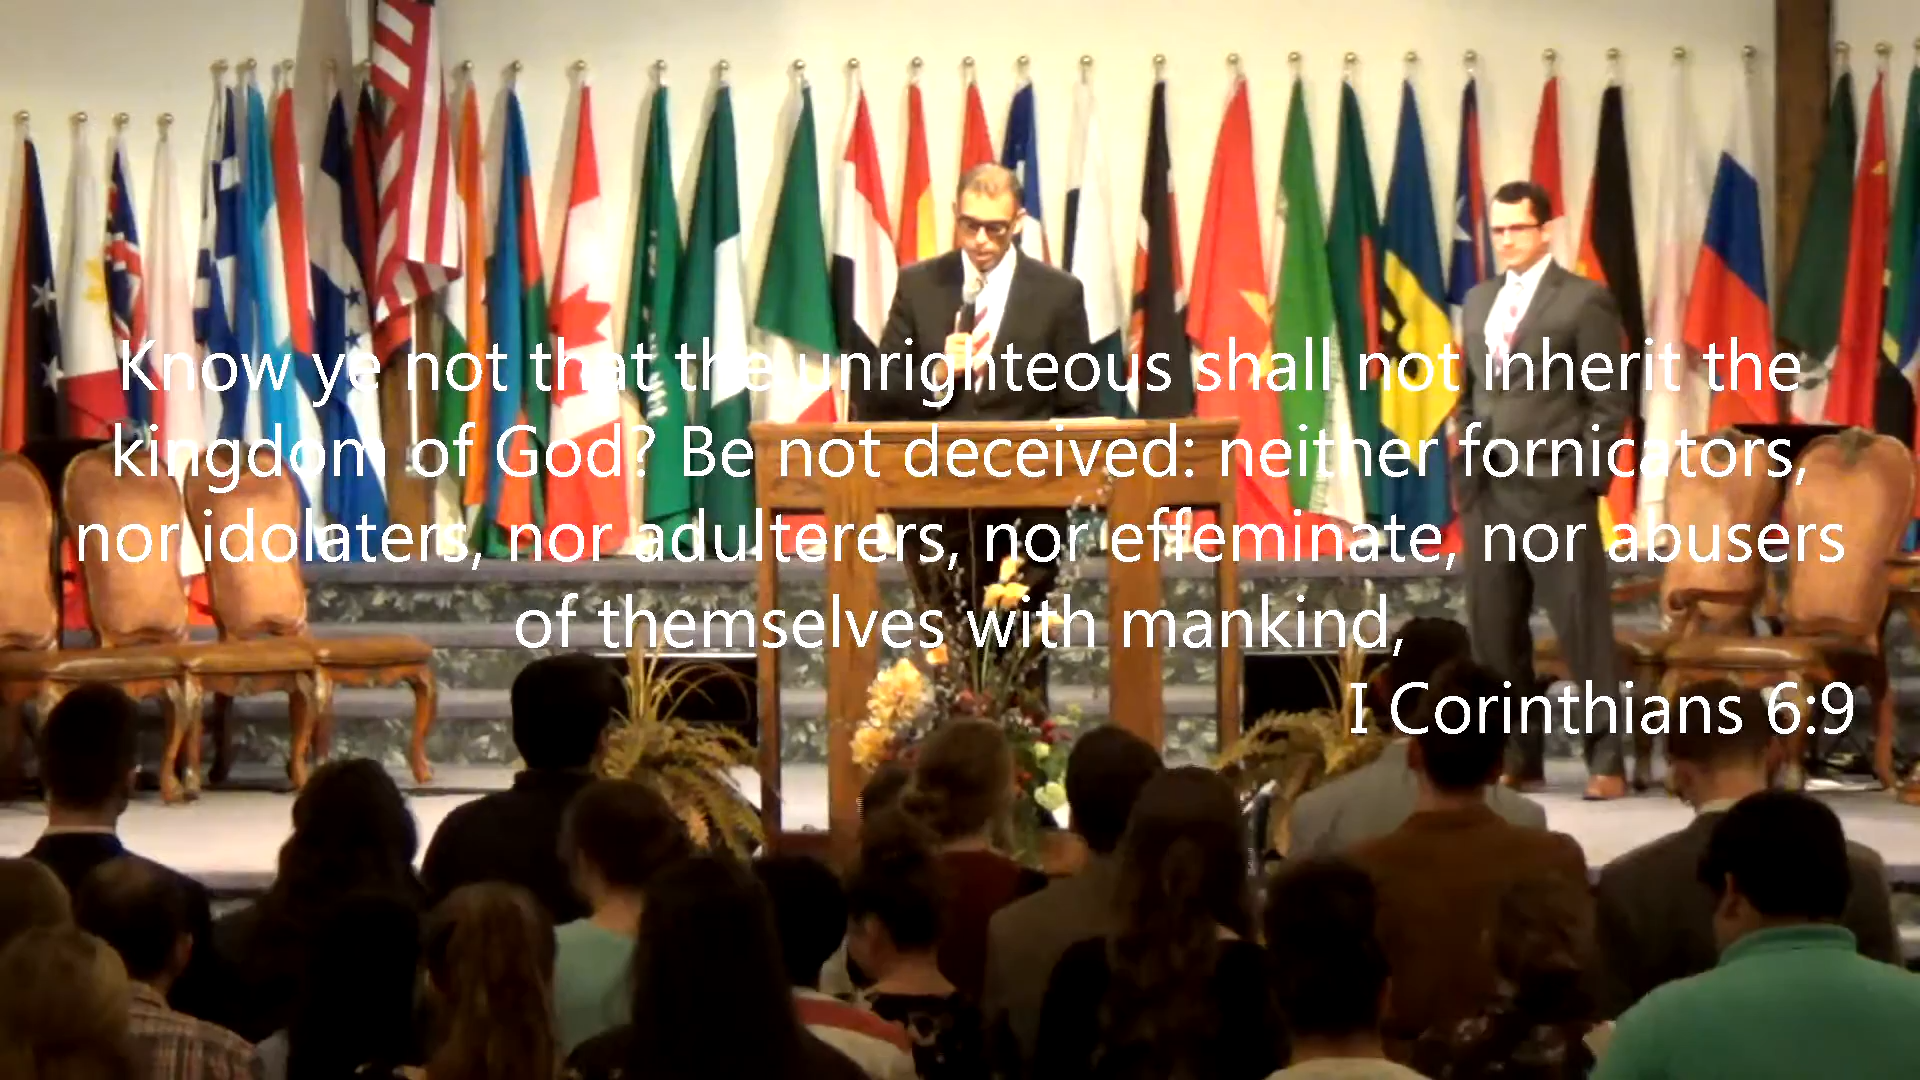 Know ye not that the unrighteous shall not inherit the
kingdom of God? Be not deceived: neither fornicators,
nor idolaters, nor adulterers, nor effeminate, nor abusers
of themselves with mankind,
I Corinthians 6:9